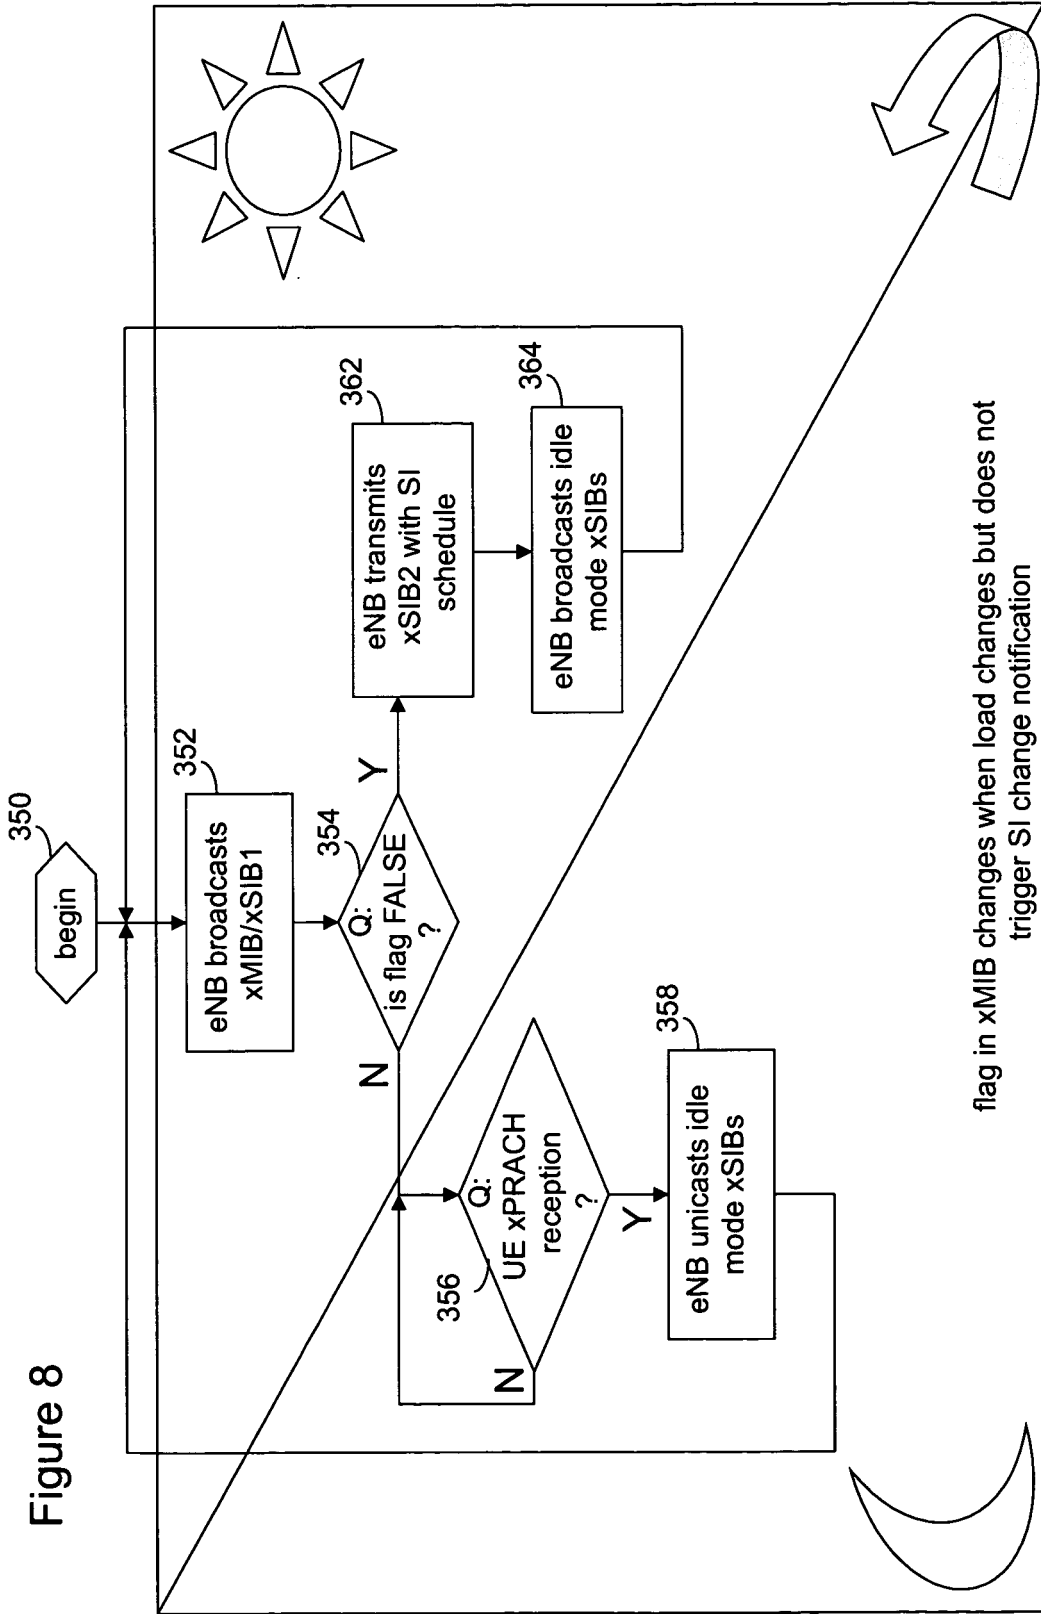 Figure 8
350
begin
352
eNB broadcasts
xMIB/xSIB1
354
Q:
is flag FALSE
?
N
Y
356
Q:
UE xPRACH
reception
?
N
Y
358
eNB unicasts idle
mode xSIBs
362
eNB transmits
xSIB2 with SI
schedule
364
eNB broadcasts idle
mode xSIBs
flag in xMIB changes when load changes but does not
trigger SI change notification